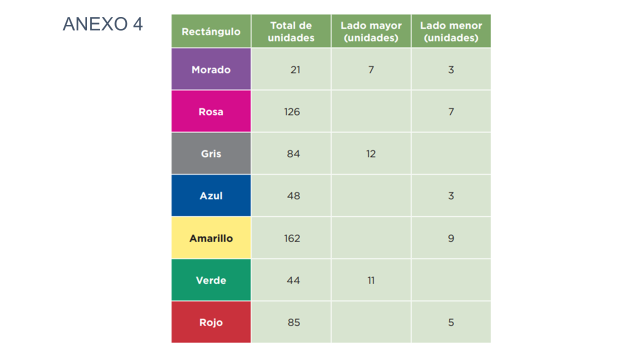 ANEXO 4
Rectángulo
Total de
unidades
Lado mayor
(unidades)
Lado menor
(unidades)
Morado 21 7 3
Rosa 126 7
Gris 84 12
Azul 48 3
Amarillo 162 9
Verde 44 11
Rojo 85 5